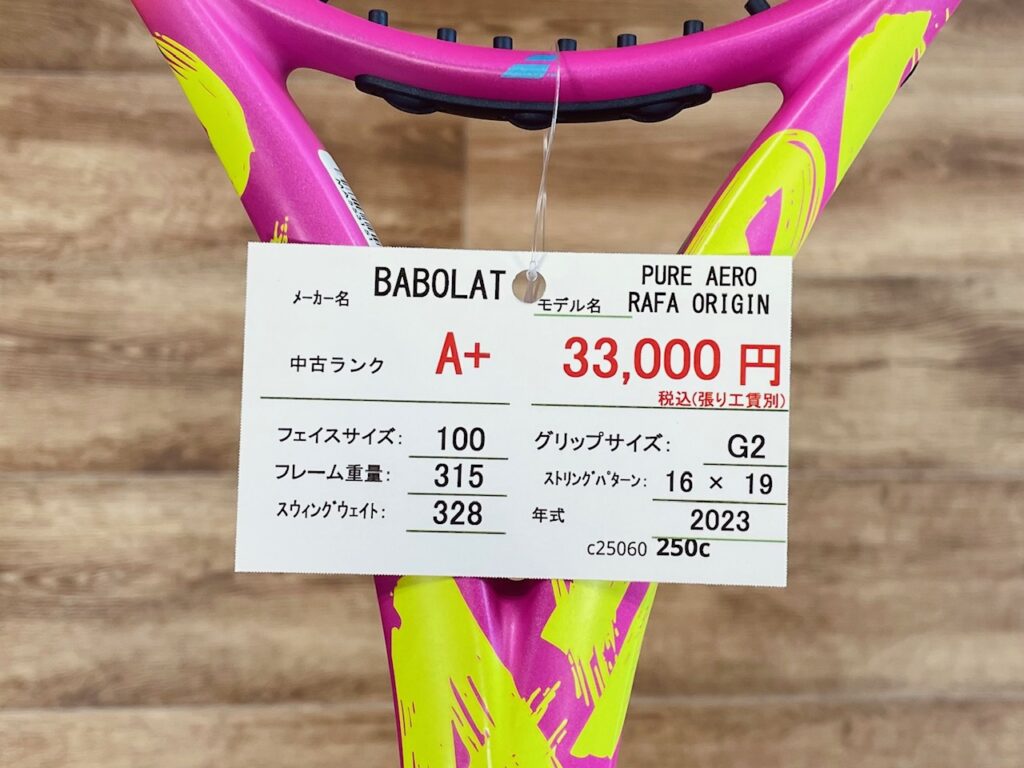 メーカー名 BABOLAT モデル名 PURE AERO RAFA ORIGIN
中古ランク A+ 33,000 円
税込(張り工賃別)
フェイスサイズ: 100 グリップサイズ: G2
フレーム重量: 315 ストリングパターン: 16 × 19
スウィングウェイト: 328 年式 2023
c25060 250c